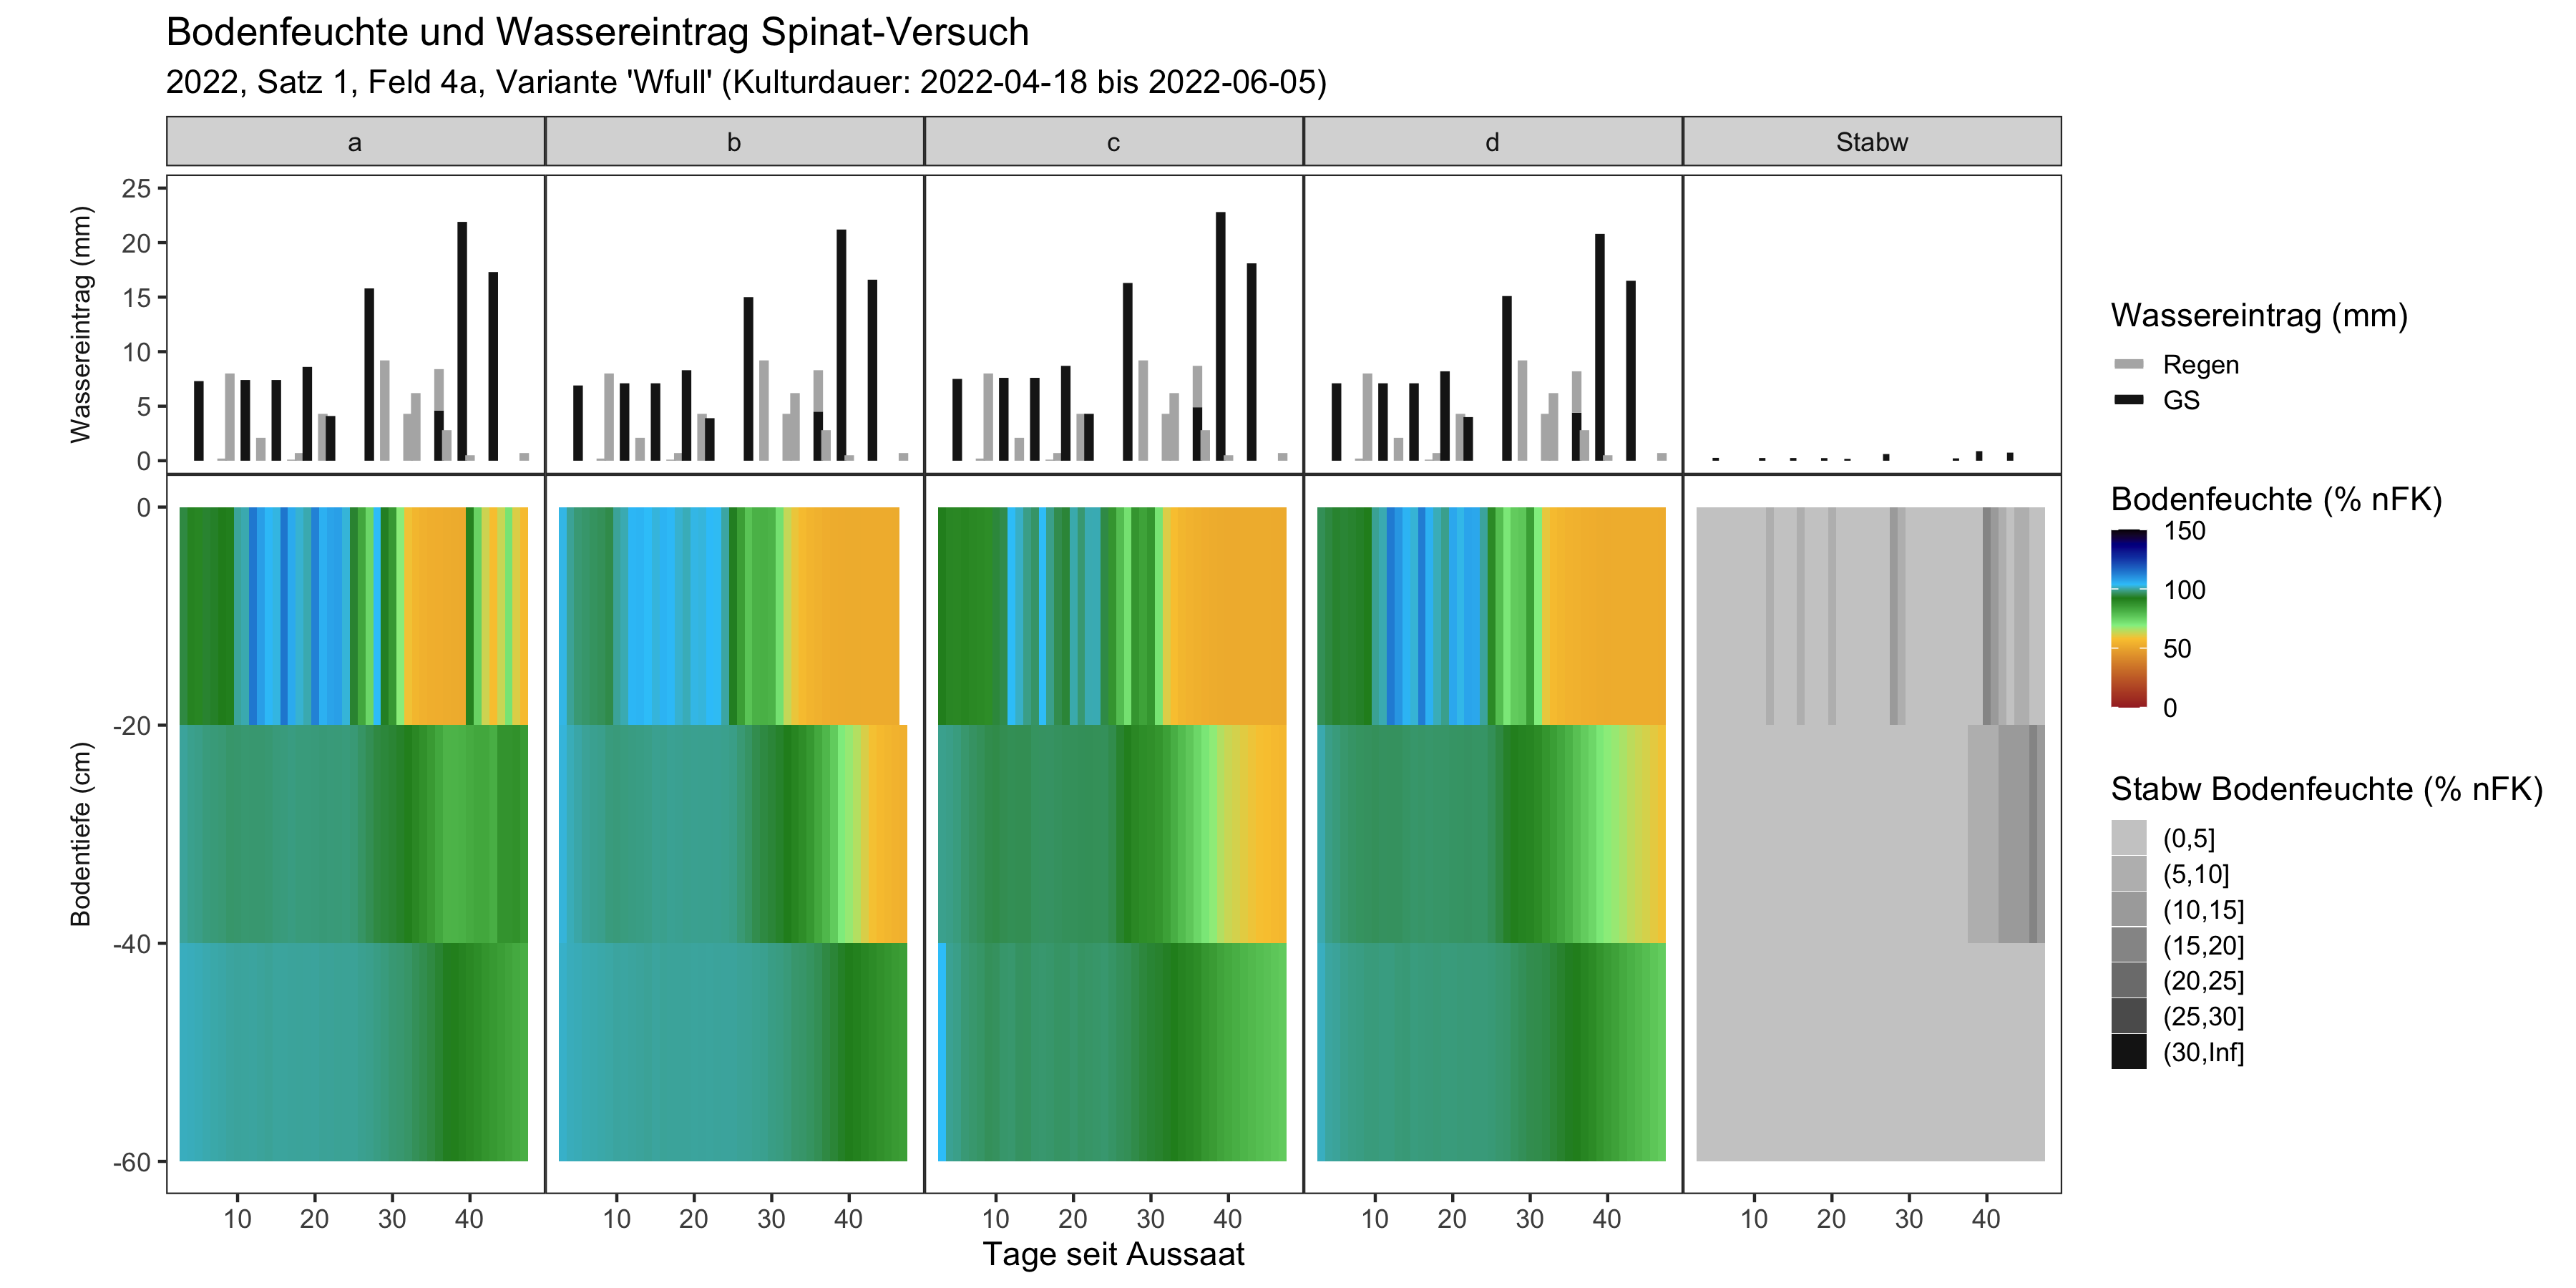 Bodenfeuchte und Wassereintrag Spinat-Versuch
2022, Satz 1, Feld 4a, Variante 'Wfull' (Kulturdauer: 2022-04-18 bis 2022-06-05)
a b c d Stabw
Wassereintrag (mm)
25
20
15
10
5
0
Bodentiefe (cm)
0
-20
-40
-60
10 20 30 40 10 20 30 40 10 20 30 40 10 20 30 40 10 20 30 40
Tage seit Aussaat
Wassereintrag (mm)
Regen
GS
Bodenfeuchte (% nFK)
150
100
50
0
Stabw Bodenfeuchte (% nFK)
(0,5]
(5,10]
(10,15]
(15,20]
(20,25]
(25,30]
(30,Inf]